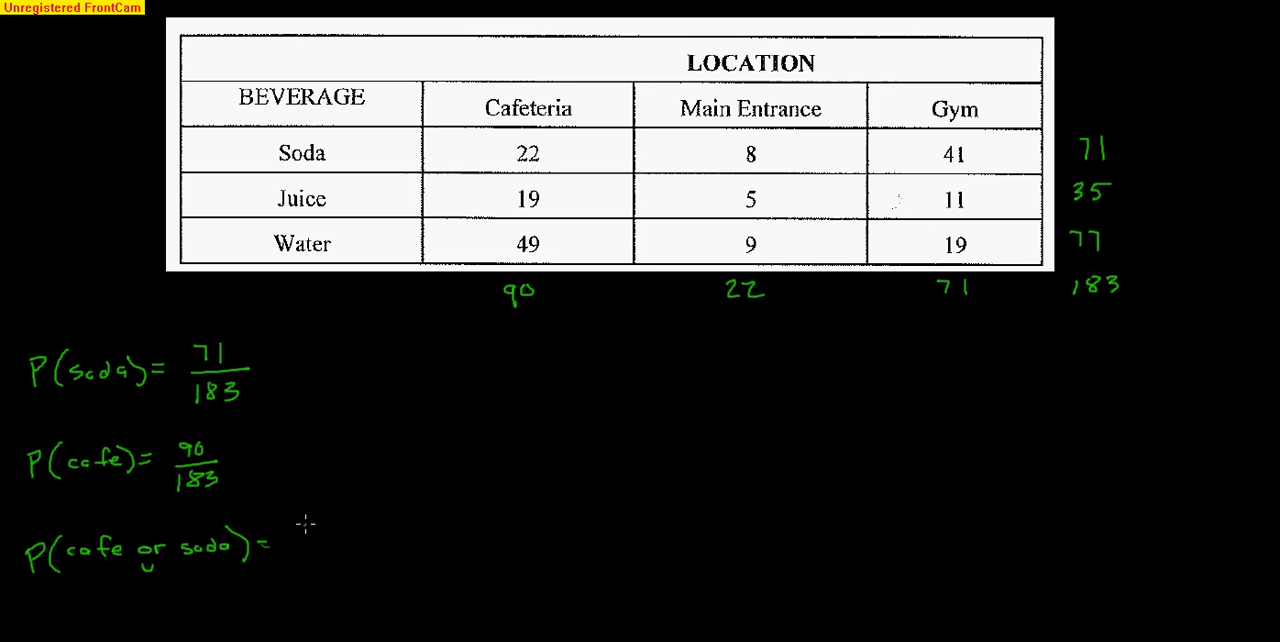 Unregistered FrontCam
LOCATION
BEVERAGE Cafeteria Main Entrance Gym
Soda 22 8 41 71
Juice 19 5 11 35
Water 49 9 19 77
90 22 71 183
P(soda) = 71/183
P(cafe) = 90/183
P(cafe or soda) =
∪